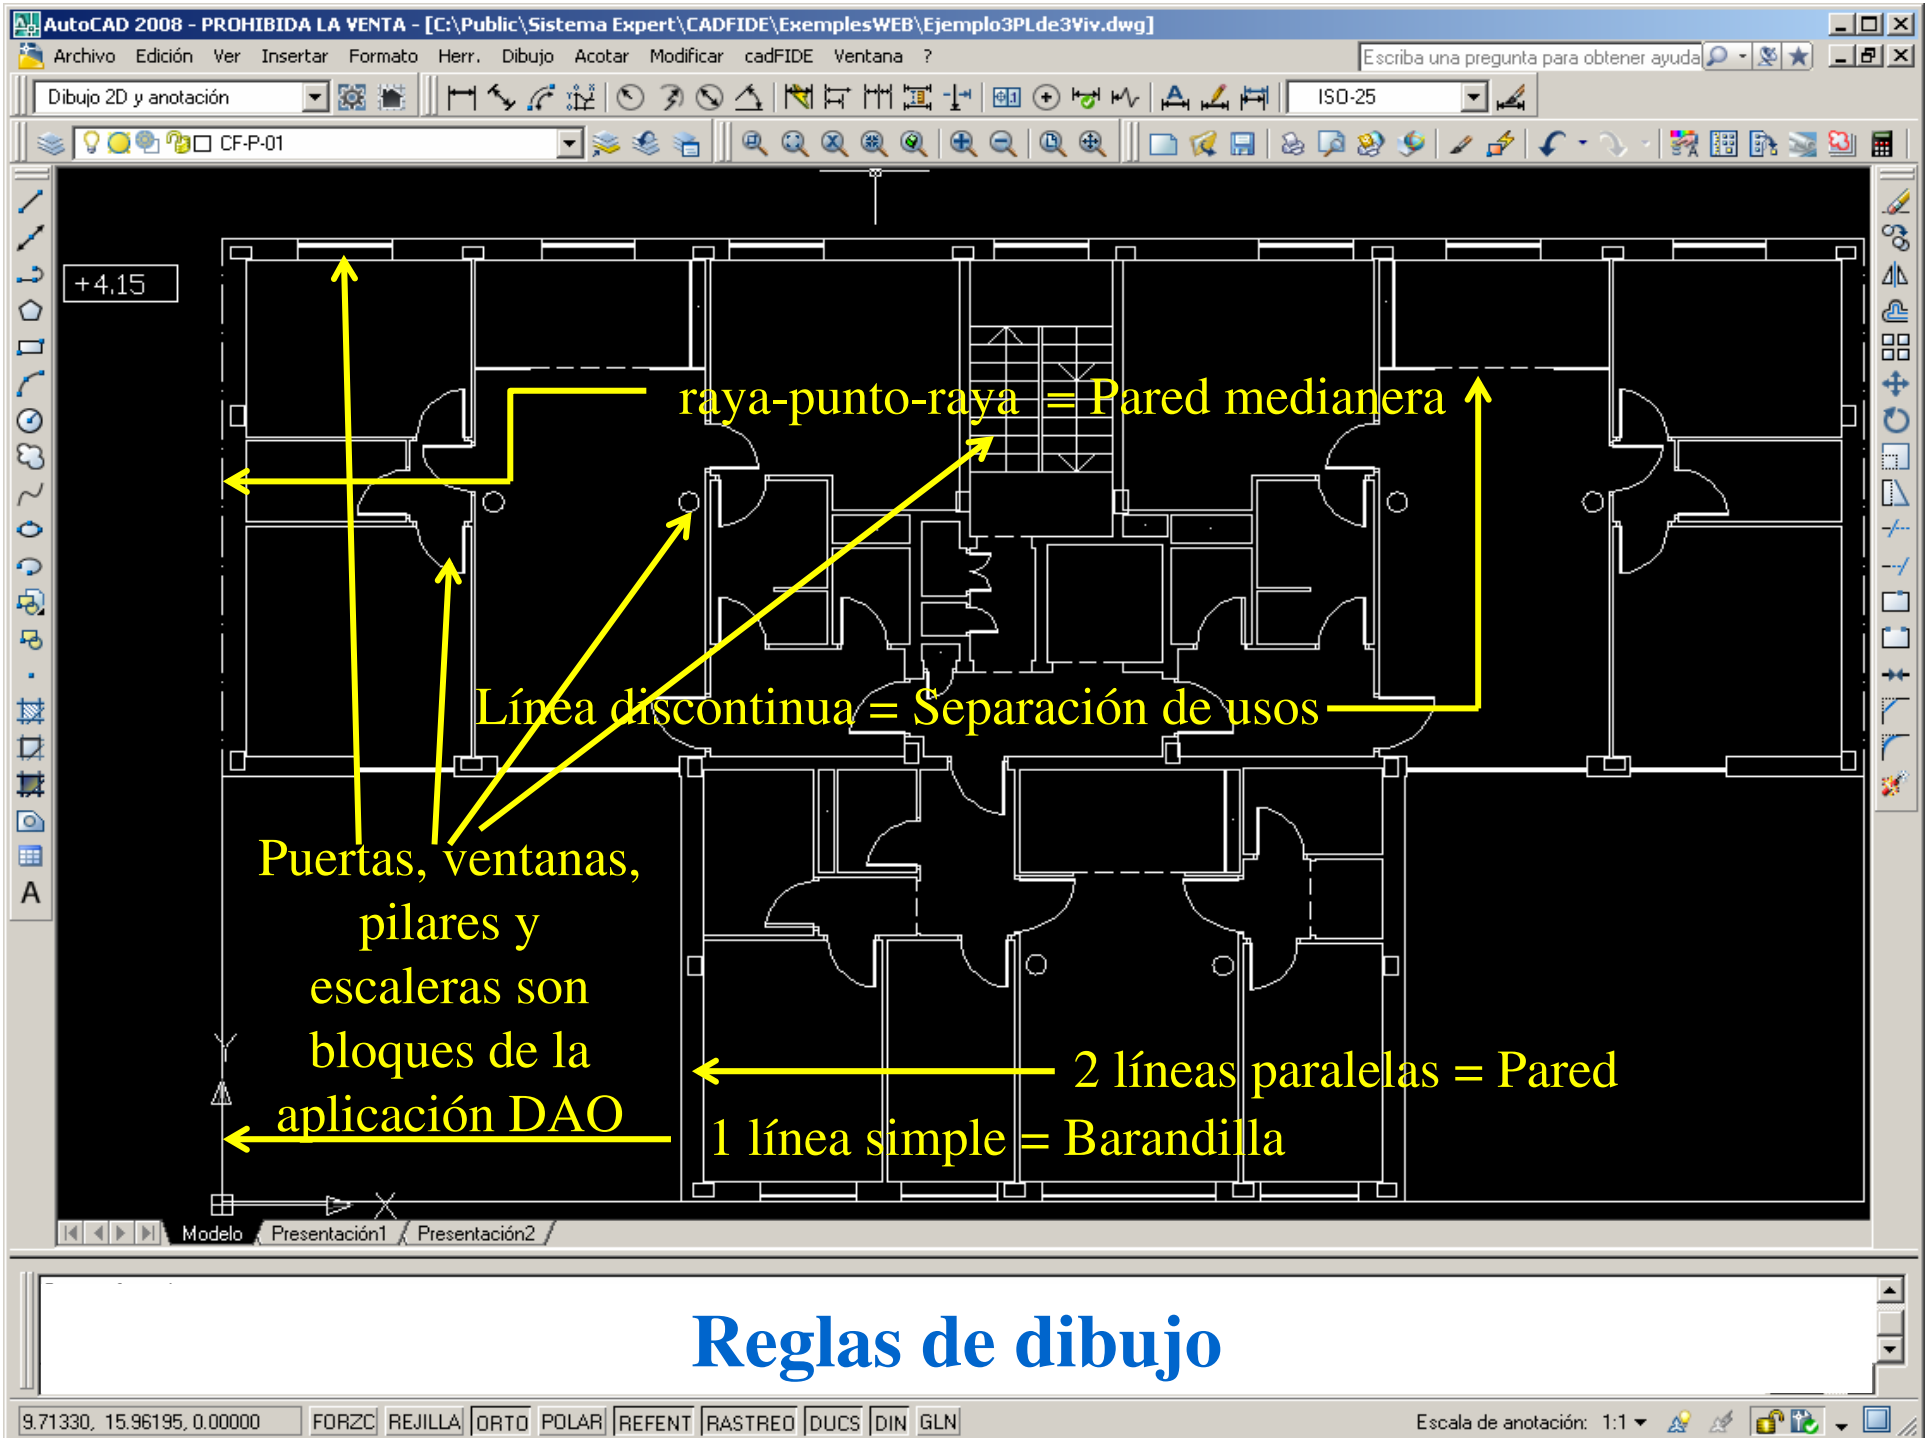 AutoCAD 2008 - PROHIBIDA LA VENTA - [C:\Public\Sistema Expert\CADFIDE\ExemplesWEB\Ejemplo3PLde3Viv.dwg]
Archivo Edición Ver Insertar Formato Herr. Dibujo Acotar Modificar cadFIDE Ventana ?
Escriba una pregunta para obtener ayuda
Dibujo 2D y anotación
ISO-25
CF-P-01
+4.15
raya-punto-raya = Pared medianera
Línea discontinua = Separación de usos
Puertas, ventanas,
pilares y
escaleras son
bloques de la
aplicación DAO
2 líneas paralelas = Pared
1 línea simple = Barandilla
Y
X
A
Modelo Presentación1 Presentación2
Reglas de dibujo
9.71330, 15.96195, 0.00000 FORZC REJILLA ORTO POLAR REFENT RASTREO DUCS DIN GLN
Escala de anotación: 1:1